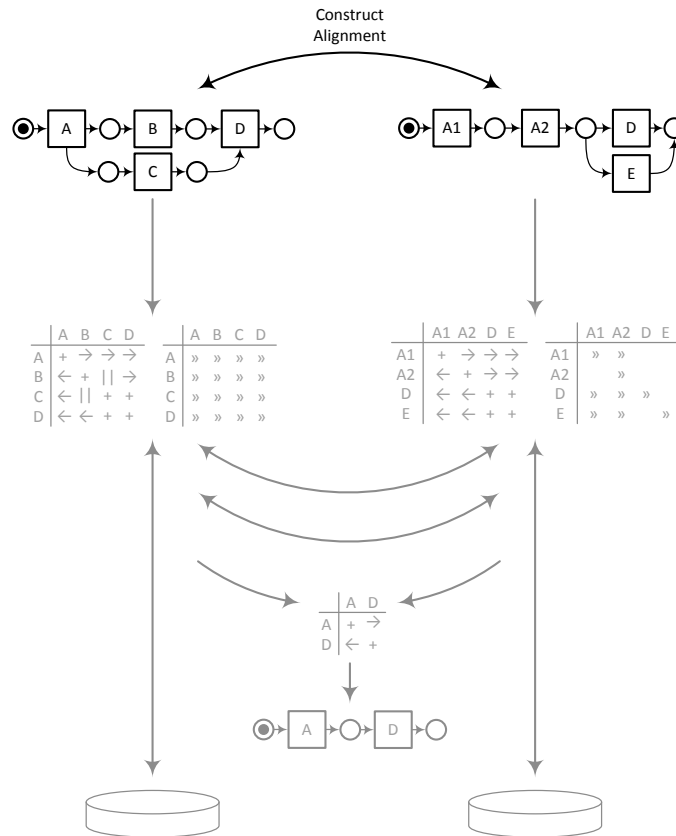 Construct
Alignment
A B D
C
A1 A2 D
E
A B C D
A + → → →
B ← + || →
C ← || + +
D ← ← + +
A B C D
A » » » »
B » » » »
C » » » »
D » » » »
A1 A2 D E
A1 + → → →
A2 ← + → →
D ← ← + +
E ← ← + +
A1 A2 D E
A1 » »
A2 »
D » » »
E » » »
A D
A + →
D ← +
A D